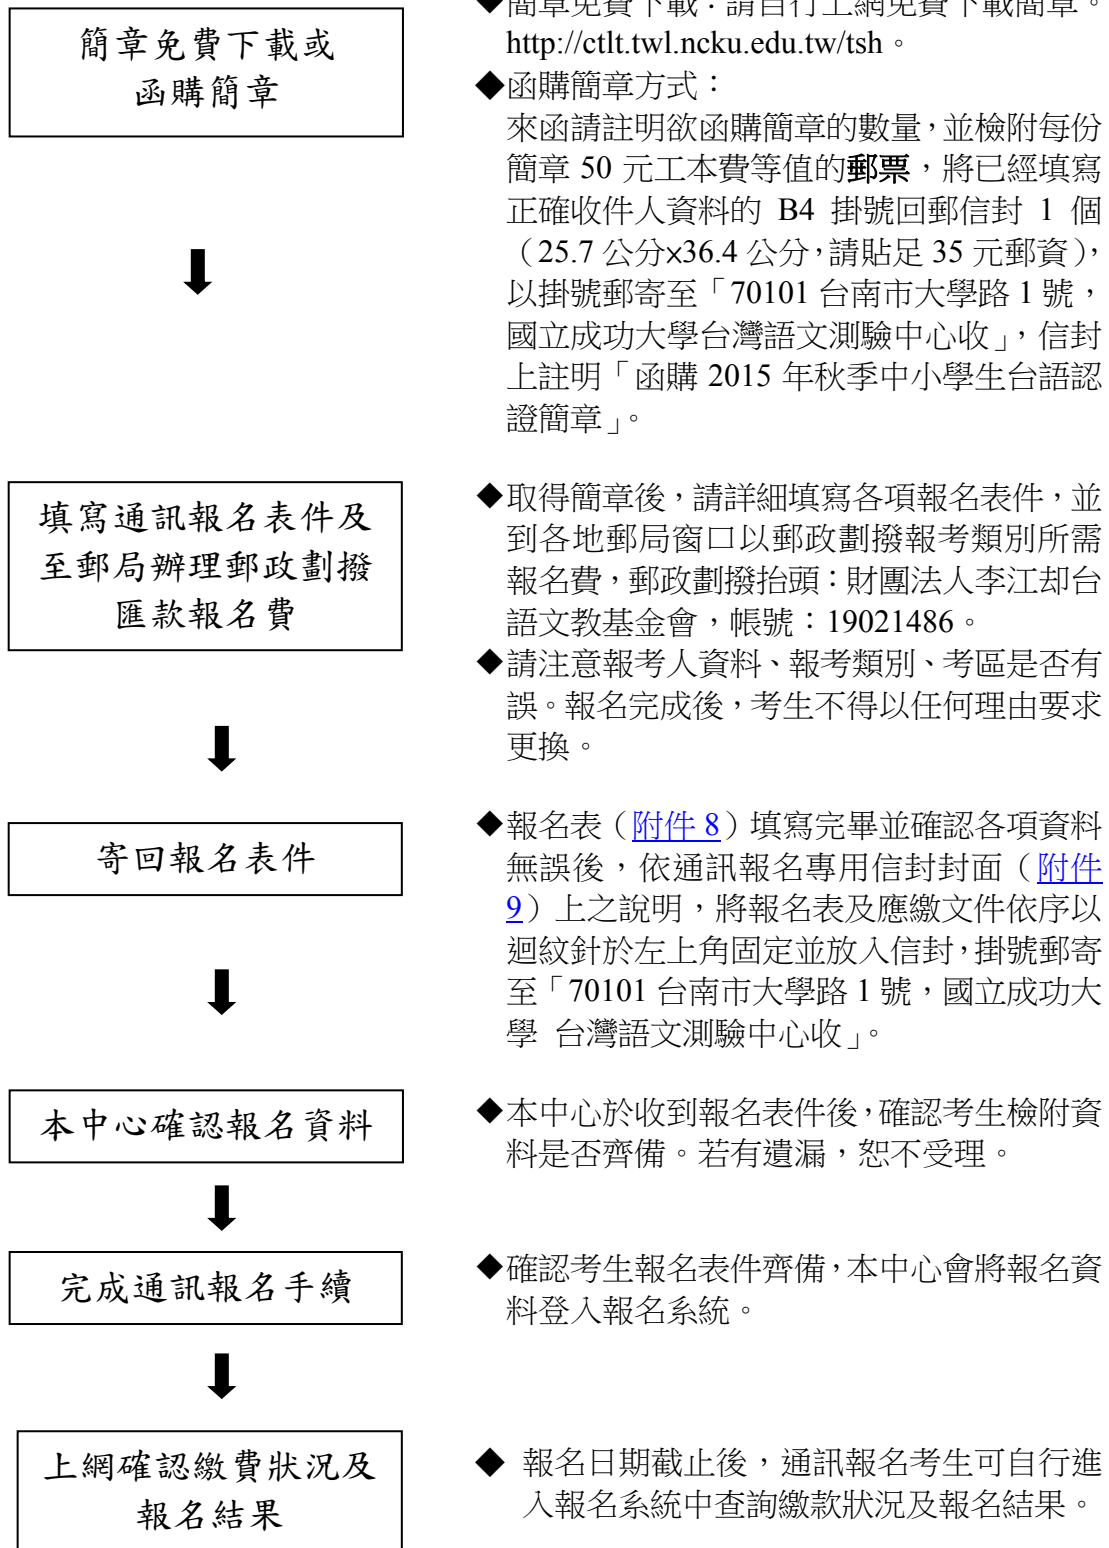 簡章免費下載或
函購簡章
◆簡章免費下載：請自行上網免費下載簡章。
http://ctlt.twl.ncku.edu.tw/tsh。
◆函購簡章方式：
來函請註明欲函購簡章的數量，並檢附每份
簡章 50 元工本費等值的郵票，將已經填寫
正確收件人資料的 B4 掛號回郵信封 1 個
（25.7 公分×36.4 公分，請貼足 35 元郵資），
以掛號郵寄至「70101 台南市大學路 1 號，
國立成功大學台灣語文測驗中心收」，信封
上註明「函購 2015 年秋季中小學生台語認
證簡章」。
填寫通訊報名表件及
至郵局辦理郵政劃撥
匯款報名費
◆取得簡章後，請詳細填寫各項報名表件，並
到各地郵局窗口以郵政劃撥報考類別所需
報名費，郵政劃撥抬頭：財團法人李江却台
語文教基金會，帳號：19021486。
◆請注意報考人資料、報考類別、考區是否有
誤。報名完成後，考生不得以任何理由要求
更換。
寄回報名表件
◆報名表（附件 8）填寫完畢並確認各項資料
無誤後，依通訊報名專用信封封面（附件
9）上之說明，將報名表及應繳文件依序以
迴紋針於左上角固定並放入信封，掛號郵寄
至「70101 台南市大學路 1 號，國立成功大
學 台灣語文測驗中心收」。
本中心確認報名資料
◆本中心於收到報名表件後，確認考生檢附資
料是否齊備。若有遺漏，恕不受理。
完成通訊報名手續
◆確認考生報名表件齊備，本中心會將報名資
料登入報名系統。
上網確認繳費狀況及
報名結果
◆ 報名日期截止後，通訊報名考生可自行進
入報名系統中查詢繳款狀況及報名結果。